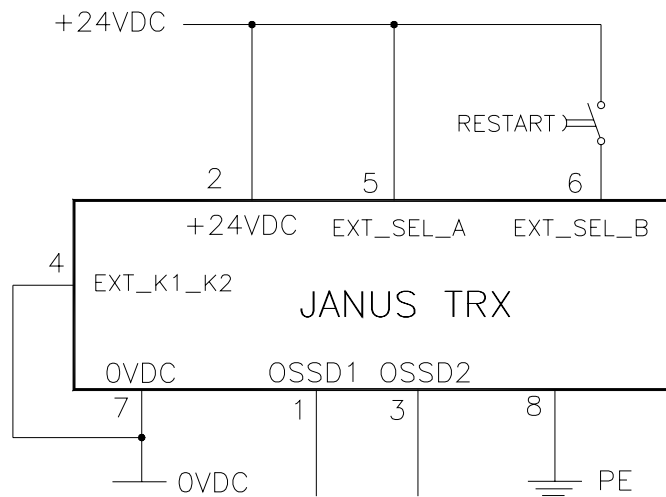 +24VDC
RESTART
2 5 6
+24VDC EXT_SEL_A EXT_SEL_B
4
EXT_K1_K2
JANUS TRX
0VDC OSSD1 OSSD2
7 1 3 8
0VDC PE